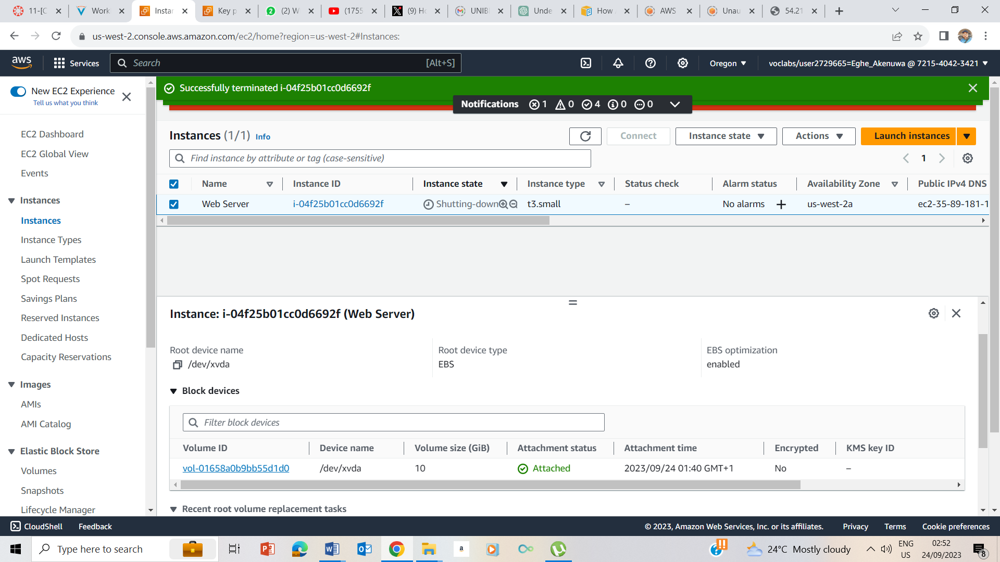 11-[C
Work
Instar
Key p
(2) W
(1755
(9) Ho
UNIBI
Unde
How
AWS
Unau
54.21
us-west-2.console.aws.amazon.com/ec2/home?region=us-west-2#Instances:
aws
Services
Search
[Alt+S]
Oregon
voclabs/user2729665=Eghe_Akenuwa @ 7215-4042-3421
New EC2 Experience
Tell us what you think
EC2 Dashboard
EC2 Global View
Events
Instances
Instances
Instance Types
Launch Templates
Spot Requests
Savings Plans
Reserved Instances
Dedicated Hosts
Capacity Reservations
Images
AMIs
AMI Catalog
Elastic Block Store
Volumes
Snapshots
Lifecycle Manager
Successfully terminated i-04f25b01cc0d6692f
Notifications 1 0 4 0 0
Instances (1/1) Info
Connect
Instance state
Actions
Launch instances
Find instance by attribute or tag (case-sensitive)
1
Name Instance ID Instance state Instance type Status check Alarm status Availability Zone Public IPv4 DNS
Web Server i-04f25b01cc0d6692f Shutting-down t3.small – No alarms + us-west-2a ec2-35-89-181-1
Instance: i-04f25b01cc0d6692f (Web Server)
Root device name Root device type EBS optimization
/dev/xvda EBS enabled
Block devices
Filter block devices
Volume ID Device name Volume size (GiB) Attachment status Attachment time Encrypted KMS key ID
vol-01658a0b9bb55d1d0 /dev/xvda 10 Attached 2023/09/24 01:40 GMT+1 No –
Recent root volume replacement tasks
CloudShell Feedback © 2023, Amazon Web Services, Inc. or its affiliates. Privacy Terms Cookie preferences
Type here to search
a
24°C Mostly cloudy
ENG
US
02:52
24/09/2023
8